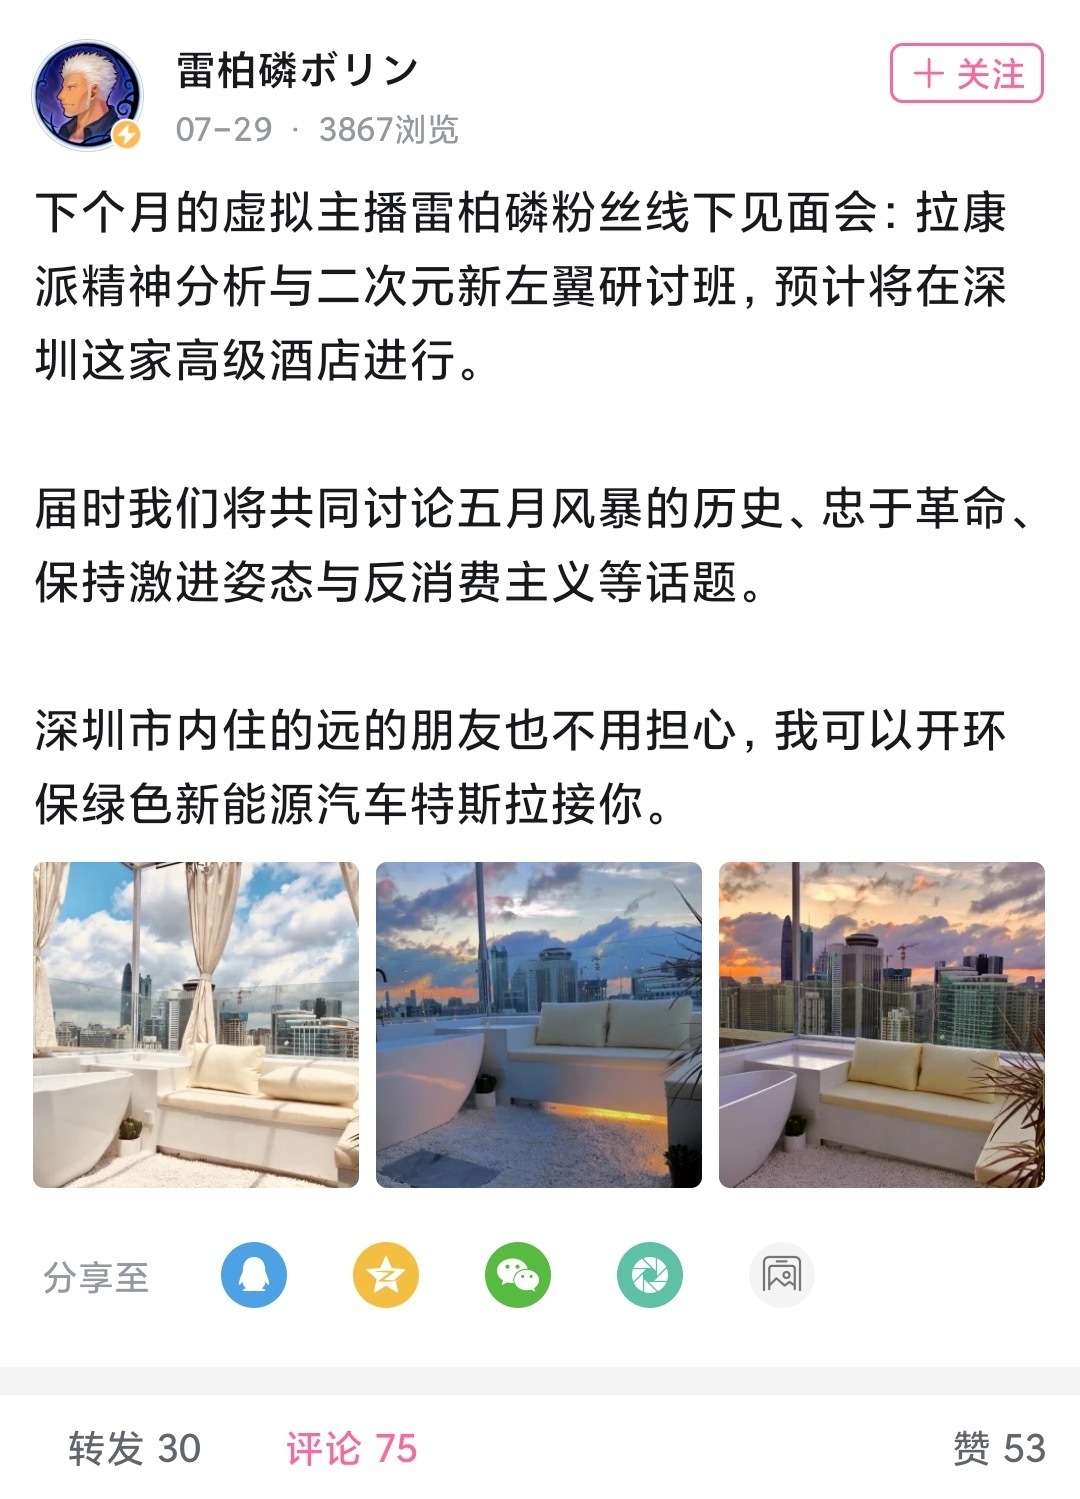 雷柏磷ボリン
07-29 · 3867浏览
＋ 关注
下个月的虚拟主播雷柏磷粉丝线下见面会：拉康
派精神分析与二次元新左翼研讨班，预计将在深
圳这家高级酒店进行。
届时我们将共同讨论五月风暴的历史、忠于革命、
保持激进姿态与反消费主义等话题。
深圳市内住的远的朋友也不用担心，我可以开环
保绿色新能源汽车特斯拉接你。
分享至
转发 30
评论 75
赞 53